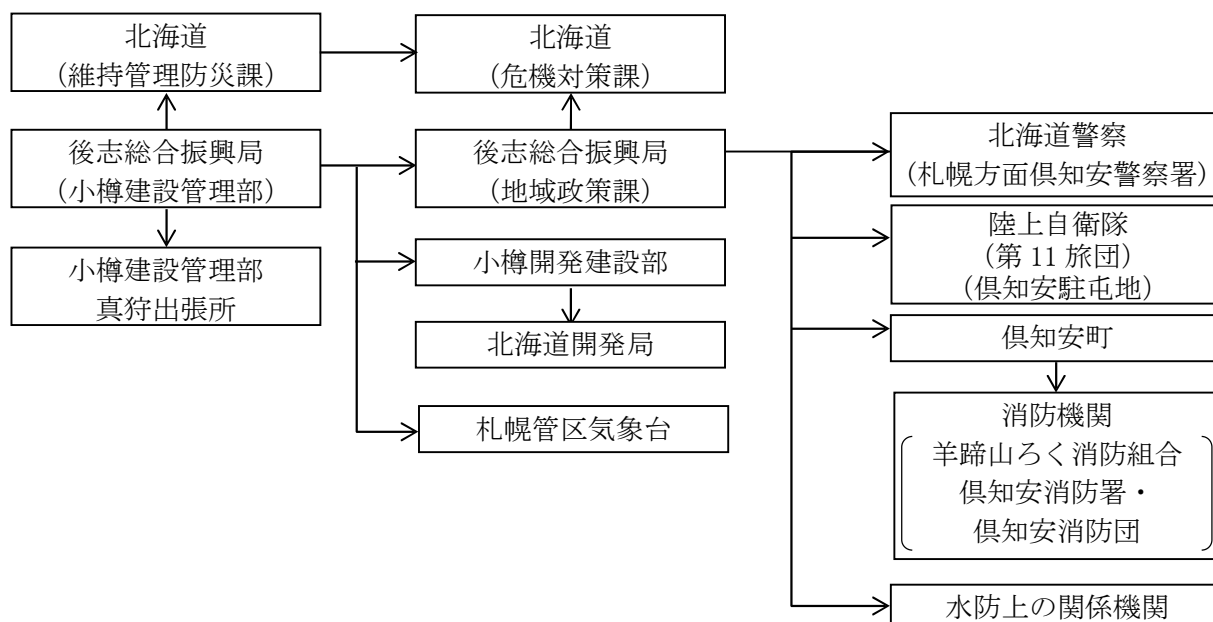 北海道
（維持管理防災課）
北海道
（危機対策課）
後志総合振興局
（小樽建設管理部）
後志総合振興局
（地域政策課）
北海道警察
（札幌方面倶知安警察署）
小樽建設管理部
真狩出張所
小樽開発建設部
北海道開発局
札幌管区気象台
陸上自衛隊
（第 11 旅団）
（倶知安駐屯地）
倶知安町
消防機関
羊蹄山ろく消防組合
倶知安消防署・
倶知安消防団
水防上の関係機関